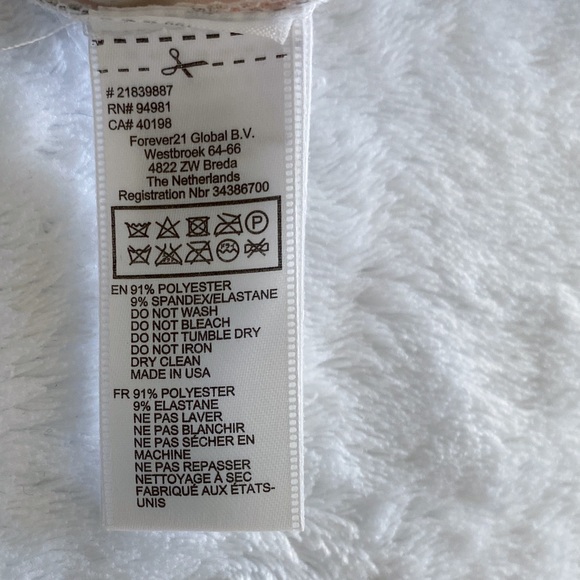 # 21839887
RN# 94981
CA# 40198
Forever21 Global B.V.
Westbroek 64-66
4822 ZW Breda
The Netherlands
Registration Nbr 34386700
P
EN 91% POLYESTER
9% SPANDEX/ELASTANE
DO NOT WASH
DO NOT BLEACH
DO NOT TUMBLE DRY
DO NOT IRON
DRY CLEAN
MADE IN USA
FR 91% POLYESTER
9% ELASTANE
NE PAS LAVER
NE PAS BLANCHIR
NE PAS SÉCHER EN
MACHINE
NE PAS REPASSER
NETTOYAGE À SEC
FABRIQUÉ AUX ÉTATS-
UNIS